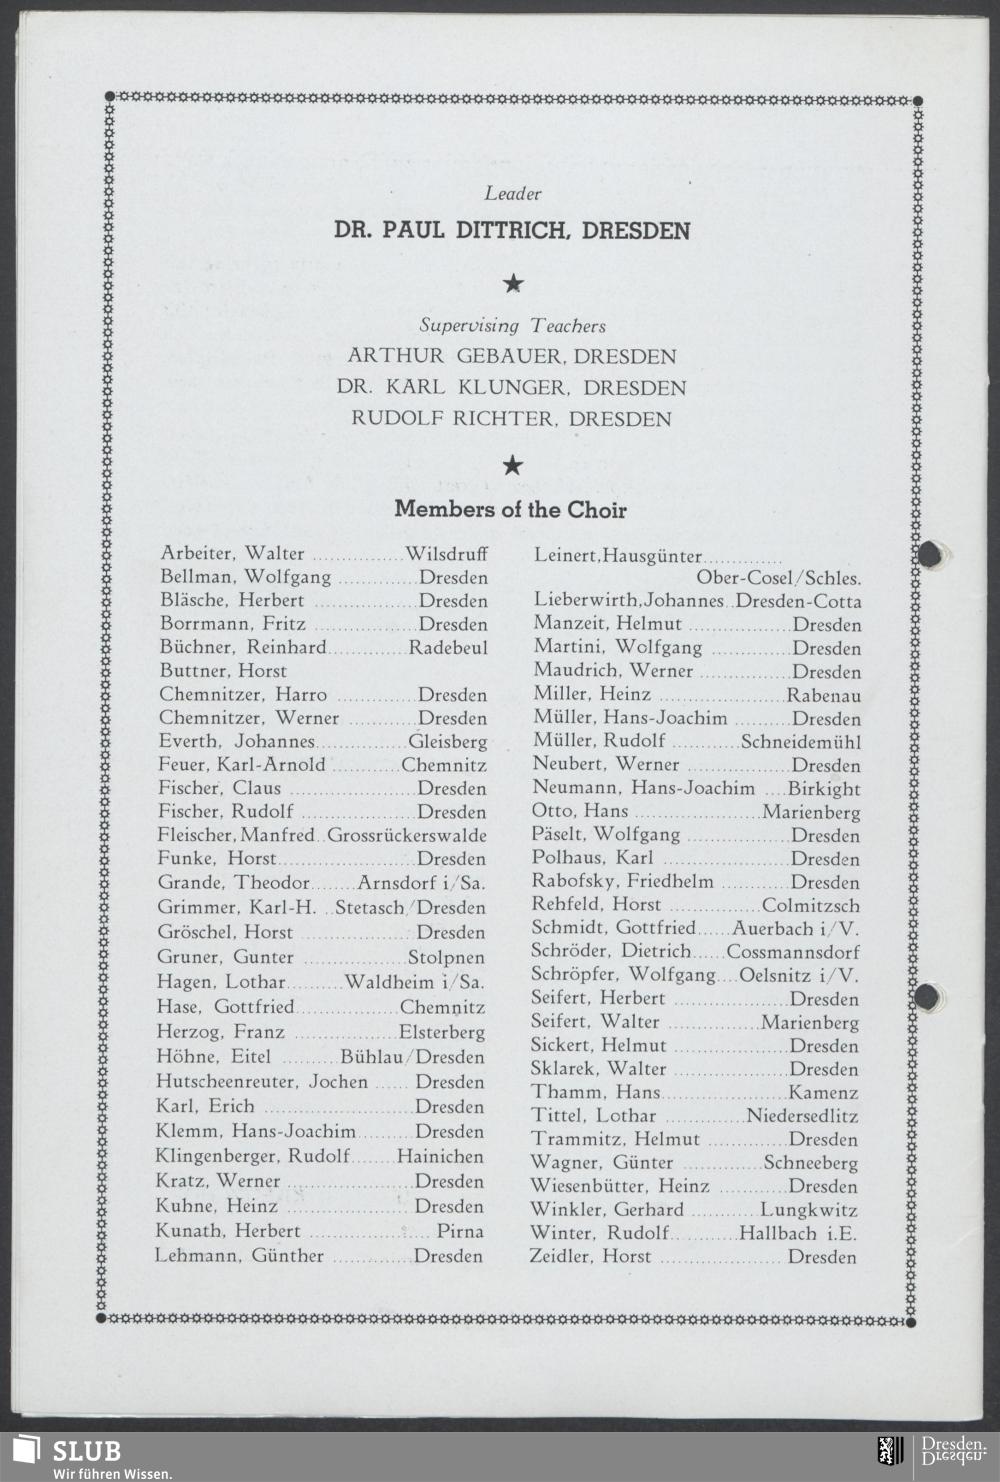 Leader
DR. PAUL DITTRICH, DRESDEN
Supervising Teachers
ARTHUR GEBAUER, DRESDEN
DR. KARL KLUNGER, DRESDEN
RUDOLF RICHTER, DRESDEN
Members of the Choir
Arbeiter, Walter ................Wilsdruff
Bellman, Wolfgang ..............Dresden
Bläsche, Herbert ..................Dresden
Borrmann, Fritz ..................Dresden
Büchner, Reinhard..............Radebeul
Buttner, Horst
Chemnitzer, Harro ..............Dresden
Chemnitzer, Werner ............Dresden
Everth, Johannes................Gleisberg
Feuer, Karl-Arnold ............Chemnitz
Fischer, Claus ......................Dresden
Fischer, Rudolf ....................Dresden
Fleischer, Manfred..Grossrückerswalde
Funke, Horst........................Dresden
Grande, Theodor........Arnsdorf i/Sa.
Grimmer, Karl-H. ..Stetasch/Dresden
Gröschel, Horst ....................Dresden
Gruner, Gunter ..................Stolpnen
Hagen, Lothar..........Waldheim i/Sa.
Hase, Gottfried..................Chemnitz
Herzog, Franz ..................Elsterberg
Höhne, Eitel ..........Bühlau/Dresden
Hutscheenreuter, Jochen ...... Dresden
Karl, Erich ..........................Dresden
Klemm, Hans-Joachim..........Dresden
Klingenberger, Rudolf........Hainichen
Kratz, Werner ......................Dresden
Kuhne, Heinz ......................Dresden
Kunath, Herbert .................... Pirna
Lehmann, Günther ..............Dresden
Leinert,Hausgünter..............
Ober-Cosel/Schles.
Lieberwirth,Johannes..Dresden-Cotta
Manzeit, Helmut ..................Dresden
Martini, Wolfgang ..............Dresden
Maudrich, Werner ................Dresden
Miller, Heinz ......................Rabenau
Müller, Hans-Joachim ..........Dresden
Müller, Rudolf ............Schneidemühl
Neubert, Werner ..................Dresden
Neumann, Hans-Joachim ....Birkight
Otto, Hans ......................Marienberg
Päselt, Wolfgang ..................Dresden
Polhaus, Karl ......................Dresden
Rabofsky, Friedhelm ............Dresden
Rehfeld, Horst ................Colmitzsch
Schmidt, Gottfried......Auerbach i/V.
Schröder, Dietrich......Cossmannsdorf
Schröpfer, Wolfgang....Oelsnitz i/V.
Seifert, Herbert ....................Dresden
Seifert, Walter ................Marienberg
Sickert, Helmut ....................Dresden
Sklarek, Walter ....................Dresden
Thamm, Hans......................Kamenz
Tittel, Lothar ..............Niedersedlitz
Trammitz, Helmut ..............Dresden
Wagner, Günter ..............Schneeberg
Wiesenbütter, Heinz ............Dresden
Winkler, Gerhard ............Lungkwitz
Winter, Rudolf............Hallbach i.E.
Zeidler, Horst ...................... Dresden
SLUB
Wir führen Wissen.
Dresden.
Dresden.